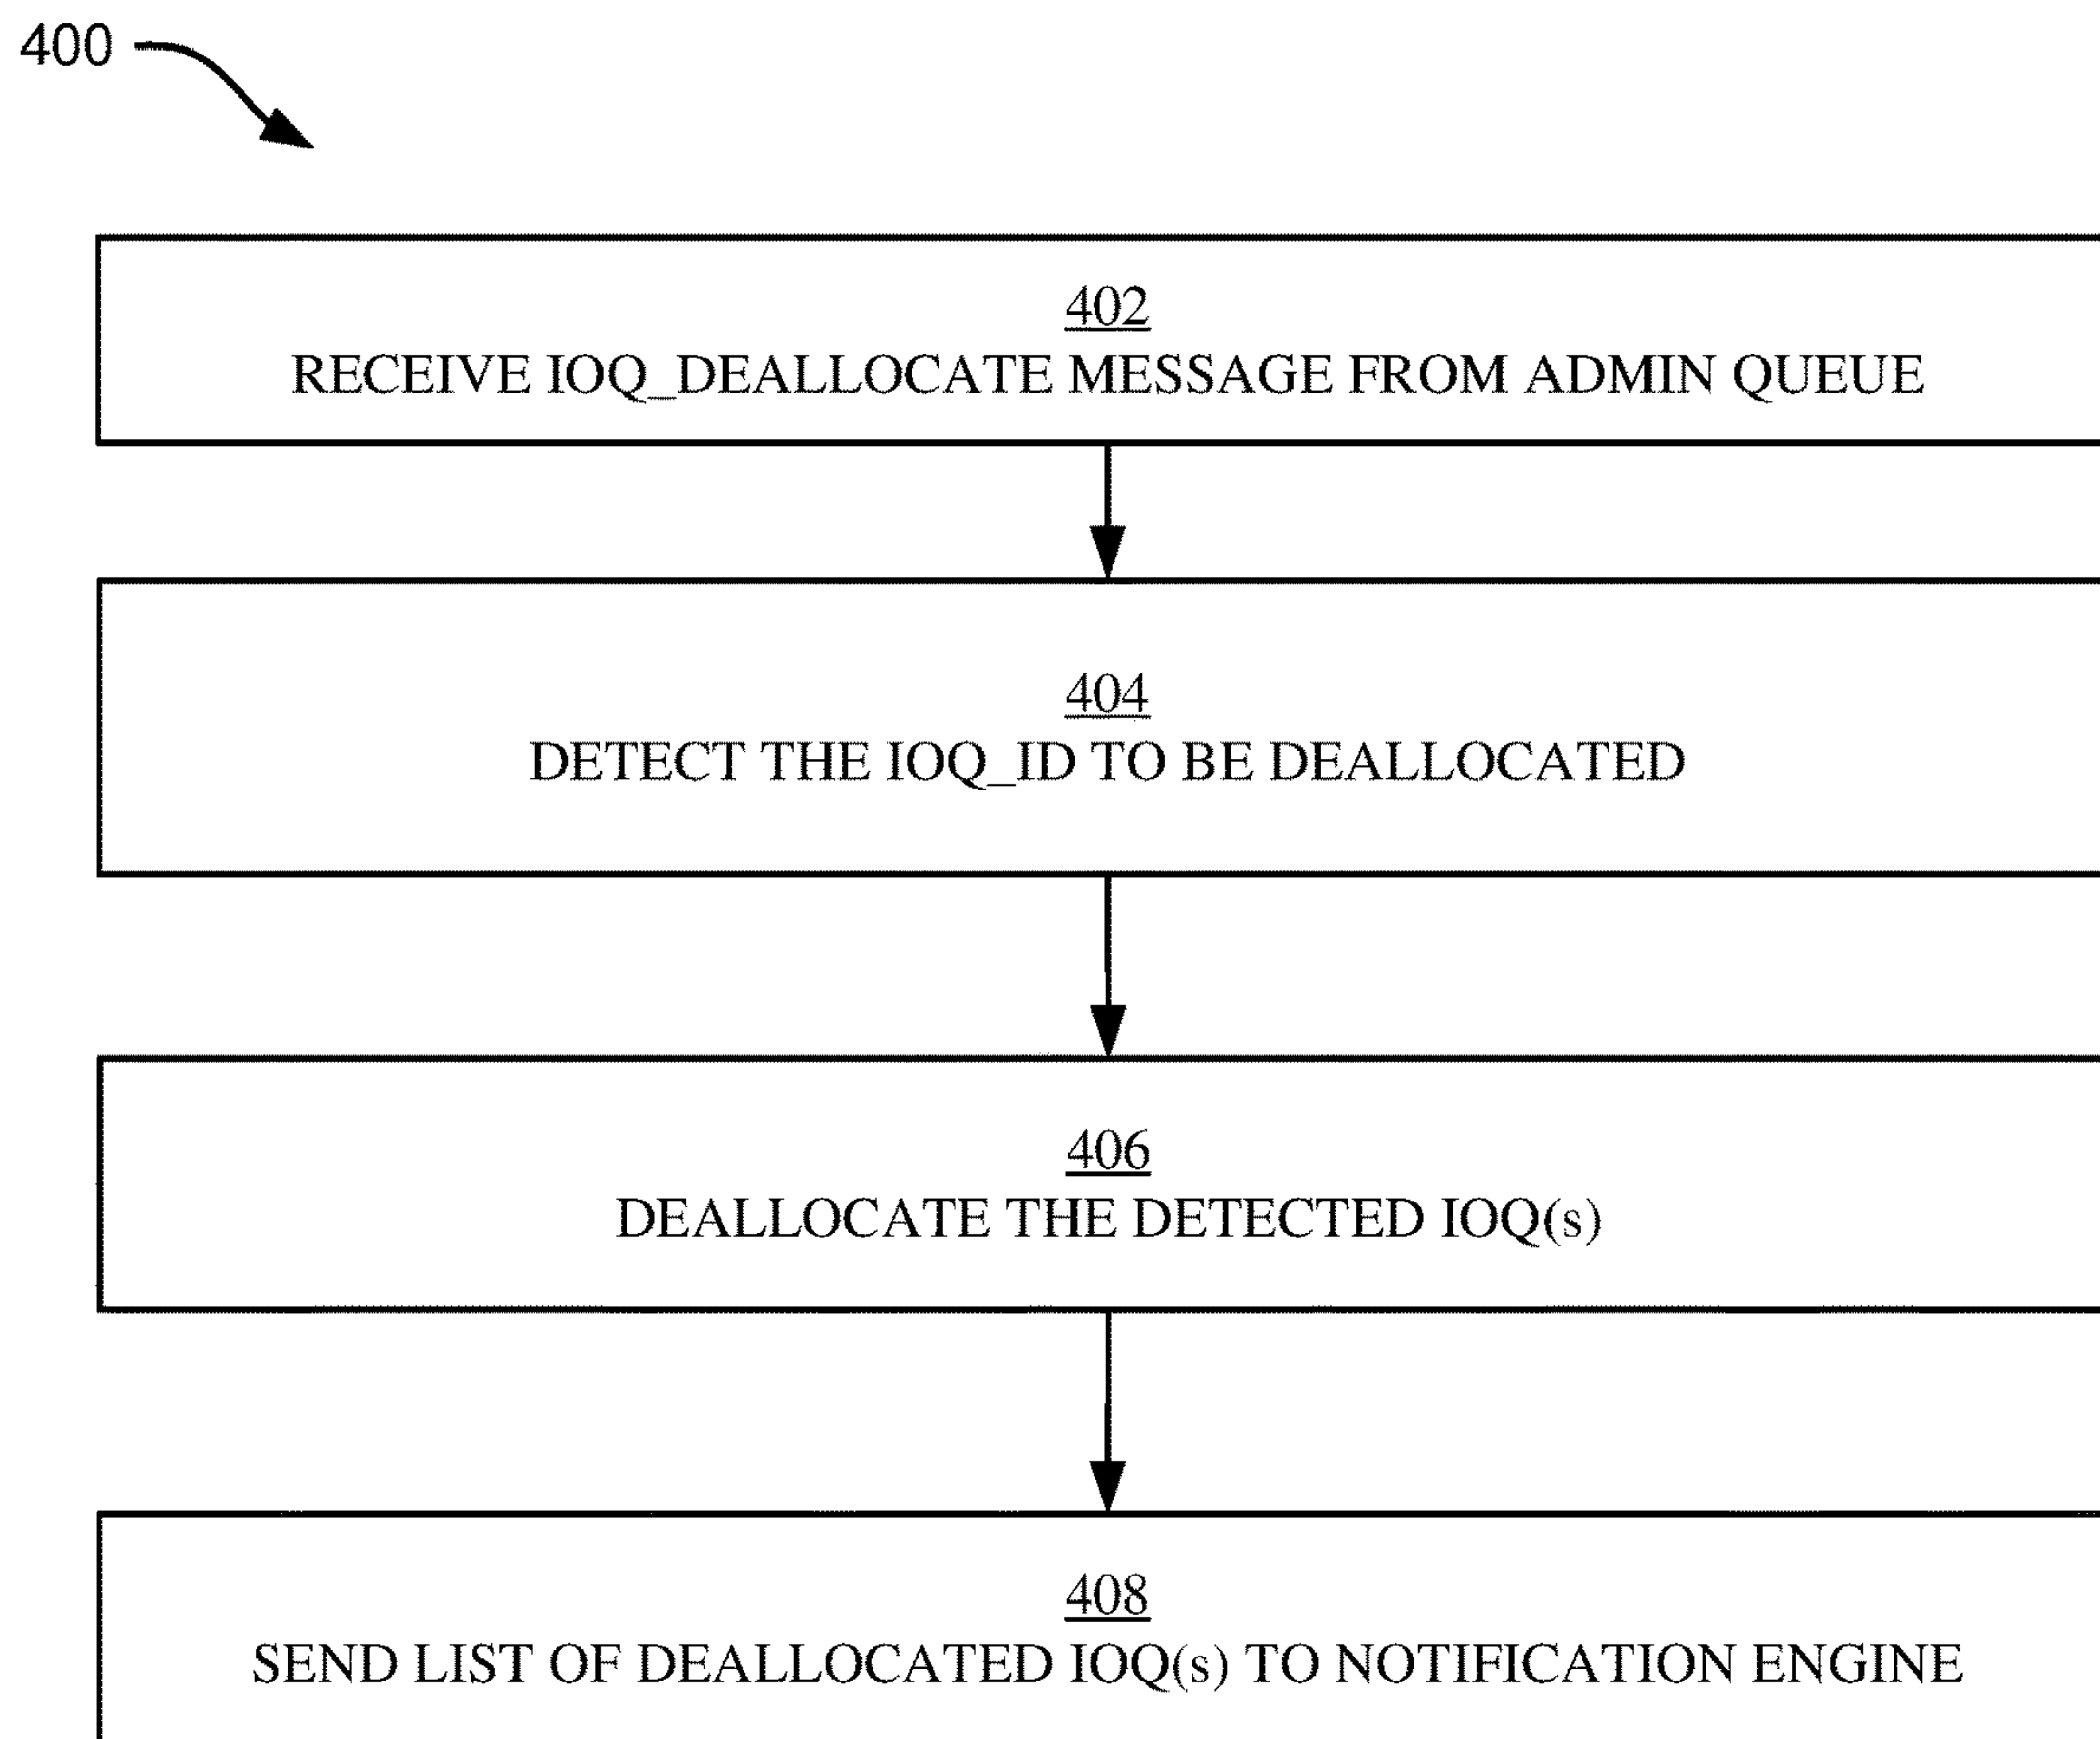 400
402
RECEIVE IOQ_DEALLOCATE MESSAGE FROM ADMIN QUEUE
404
DETECT THE IOQ_ID TO BE DEALLOCATED
406
DEALLOCATE THE DETECTED IOQ(s)
408
SEND LIST OF DEALLOCATED IOQ(s) TO NOTIFICATION ENGINE